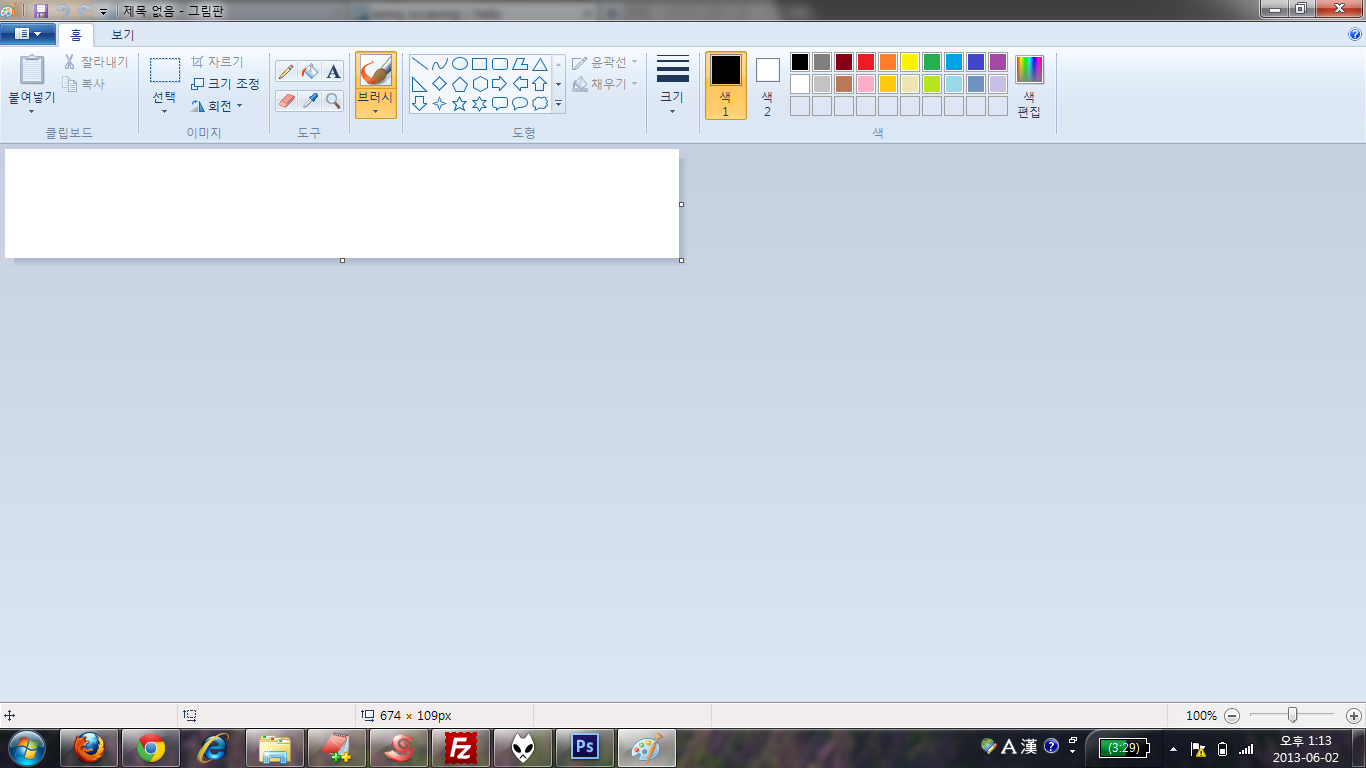 제목 없음 - 그림판
홈 보기
붙여넣기
잘라내기
복사
클립보드
선택
자르기
크기 조정
회전
이미지
A
도구
브러시
윤곽선
채우기
도형
크기
색
1
색
2
색
편집
색
674 × 109px
100%
Fz
Ps
A 漢
(3:29)
오후 1:13
2013-06-02